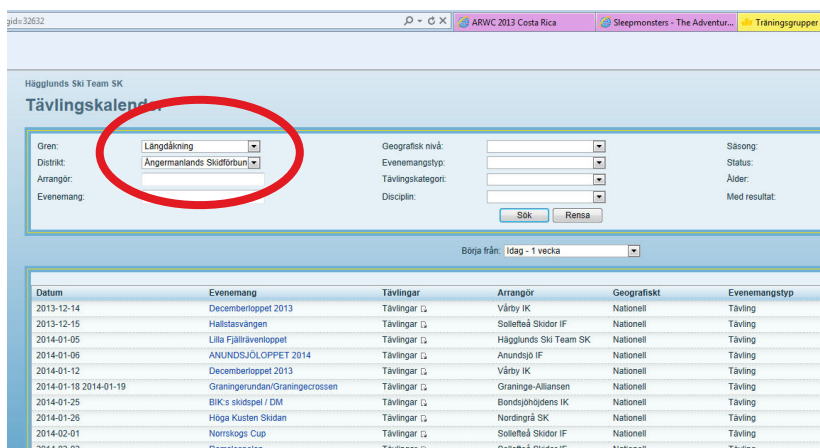 gid=32632
ARWC 2013 Costa Rica
Sleepmonsters - The Adventur...
Träningsgrupper
Hägglunds Ski Team SK
Tävlingskalender
Gren: Längdåkning Geografisk nivå: Säsong:
Distrikt: Ångermanlands Skidförbun Evenemangstyp: Status:
Arrangör: Tävlingskategori: Ålder:
Evenemang: Disciplin: Med resultat:
Sök Rensa
Börja från: Idag - 1 vecka
Datum Evenemang Tävlingar Arrangör Geografiskt Evenemangstyp
2013-12-14 Decemberloppet 2013 Tävlingar Vårby IK Nationell Tävling
2013-12-15 Hallstasvängen Tävlingar Sollefteå Skidor IF Nationell Tävling
2014-01-05 Lilla Fjällrävenloppet Tävlingar Hägglunds Ski Team SK Nationell Tävling
2014-01-06 ANUNDSJÖLOPPET 2014 Tävlingar Anundsjö IF Nationell Tävling
2014-01-12 Decemberloppet 2013 Tävlingar Vårby IK Nationell Tävling
2014-01-18 2014-01-19 Graningerundan/Graningecrossen Tävlingar Graninge-Alliansen Nationell Tävling
2014-01-25 BIK:s skidspel / DM Tävlingar Bondsjöhöjdens IK Nationell Tävling
2014-01-26 Höga Kusten Skidan Tävlingar Nordingrå SK Nationell Tävling
2014-02-01 Norrskogs Cup Tävlingar Sollefteå Skidor IF Nationell Tävling